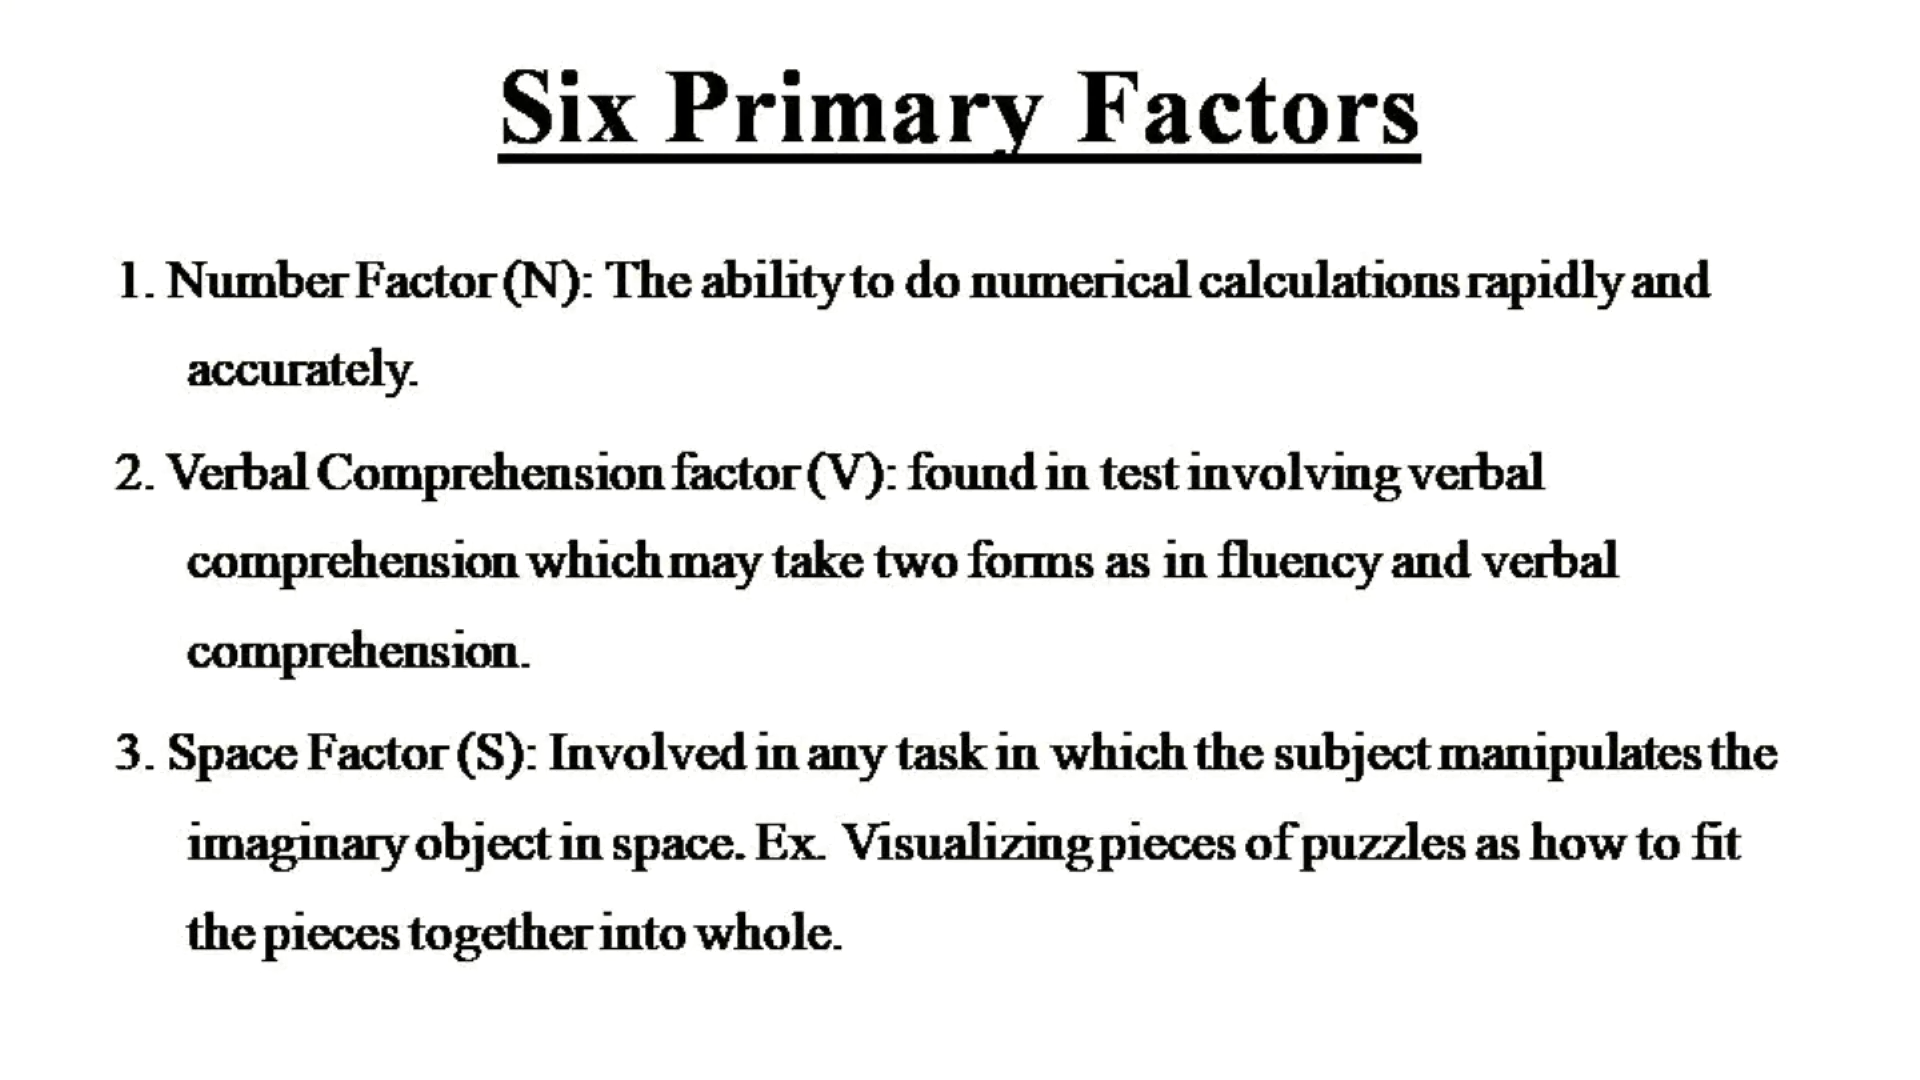 Six Primary Factors
1. Number Factor (N): The ability to do numerical calculations rapidly and
accurately.
2. Verbal Comprehension factor (V): found in test involving verbal
comprehension which may take two forms as in fluency and verbal
comprehension.
3. Space Factor (S): Involved in any task in which the subject manipulates the
imaginary object in space. Ex. Visualizing pieces of puzzles as how to fit
the pieces together into whole.